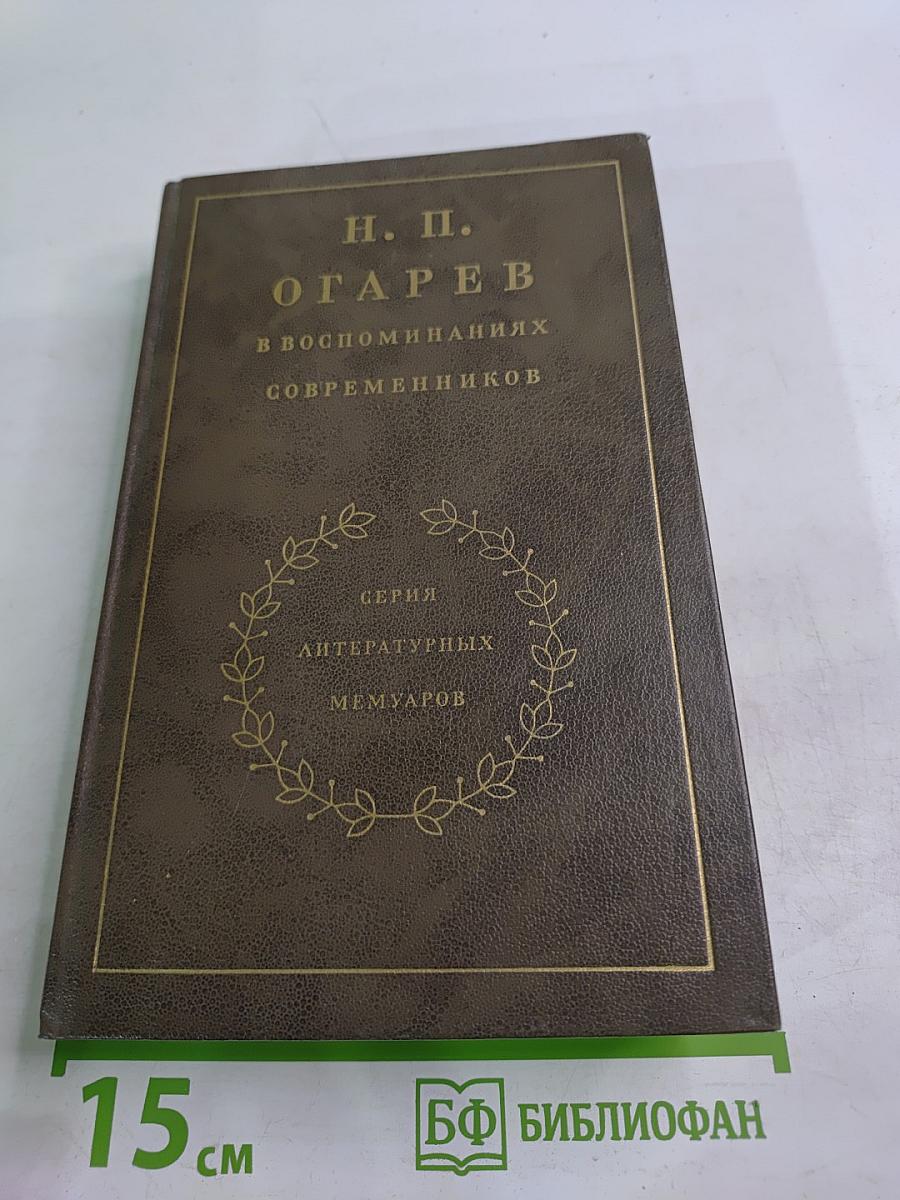 Н. П.
ОГАРЕВ
В ВОСПОМИНАНИЯХ
СОВРЕМЕННИКОВ
СЕРИЯ
ЛИТЕРАТУРНЫХ
МЕМУАРОВ
15 см
БФ БИБЛИОФАН